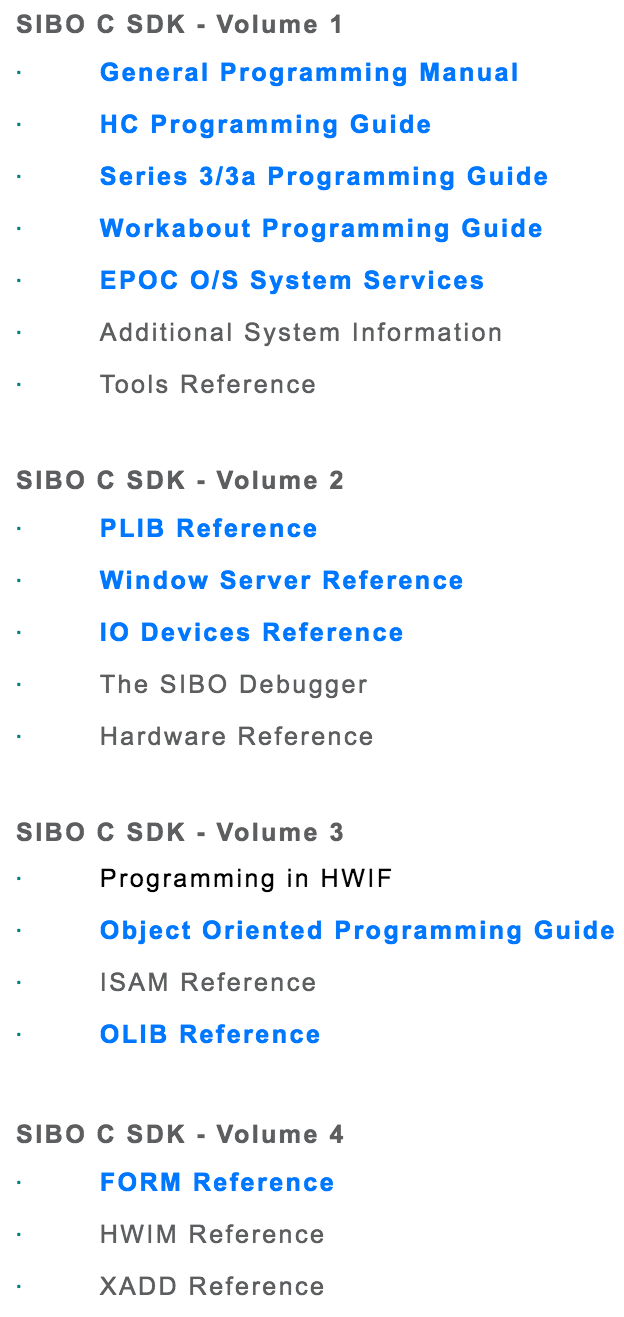 SIBO C SDK - Volume 1
· General Programming Manual
· HC Programming Guide
· Series 3/3a Programming Guide
· Workabout Programming Guide
· EPOC O/S System Services
· Additional System Information
· Tools Reference
SIBO C SDK - Volume 2
· PLIB Reference
· Window Server Reference
· IO Devices Reference
· The SIBO Debugger
· Hardware Reference
SIBO C SDK - Volume 3
· Programming in HWIF
· Object Oriented Programming Guide
· ISAM Reference
· OLIB Reference
SIBO C SDK - Volume 4
· FORM Reference
· HWIM Reference
· XADD Reference